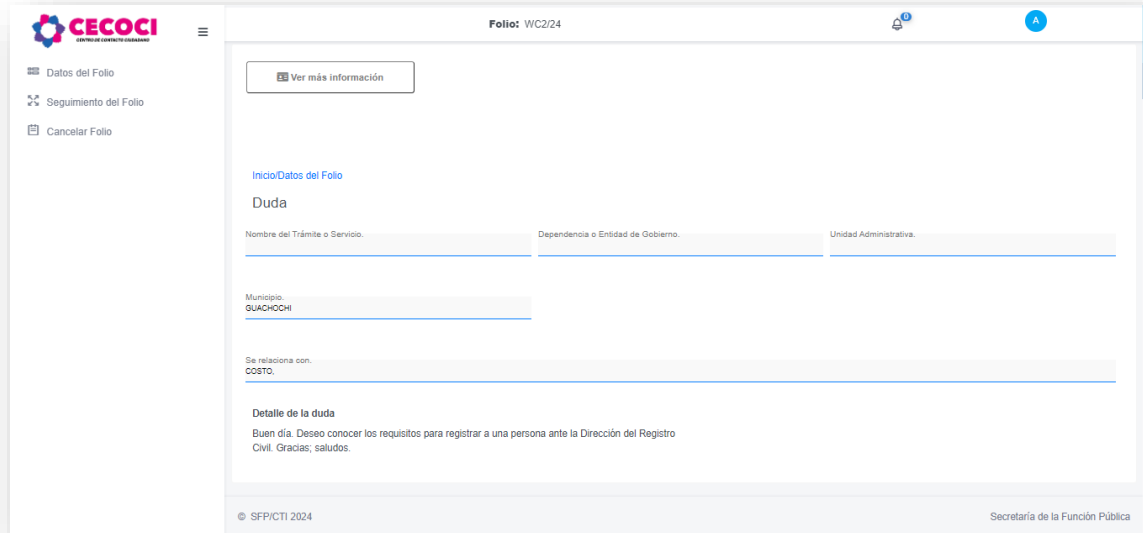 CECOCI
CENTRO DE CONTACTO CIUDADANO
Folio: WC2/24
0
A
Datos del Folio
Seguimiento del Folio
Cancelar Folio
Ver más información
Inicio/Datos del Folio
Duda
Nombre del Trámite o Servicio.
Dependencia o Entidad de Gobierno.
Unidad Administrativa.
Municipio.
GUACHOCHI
Se relaciona con.
COSTO,
Detalle de la duda
Buen día. Deseo conocer los requisitos para registrar a una persona ante la Dirección del Registro
Civil. Gracias; saludos.
© SFP/CTI 2024
Secretaría de la Función Pública